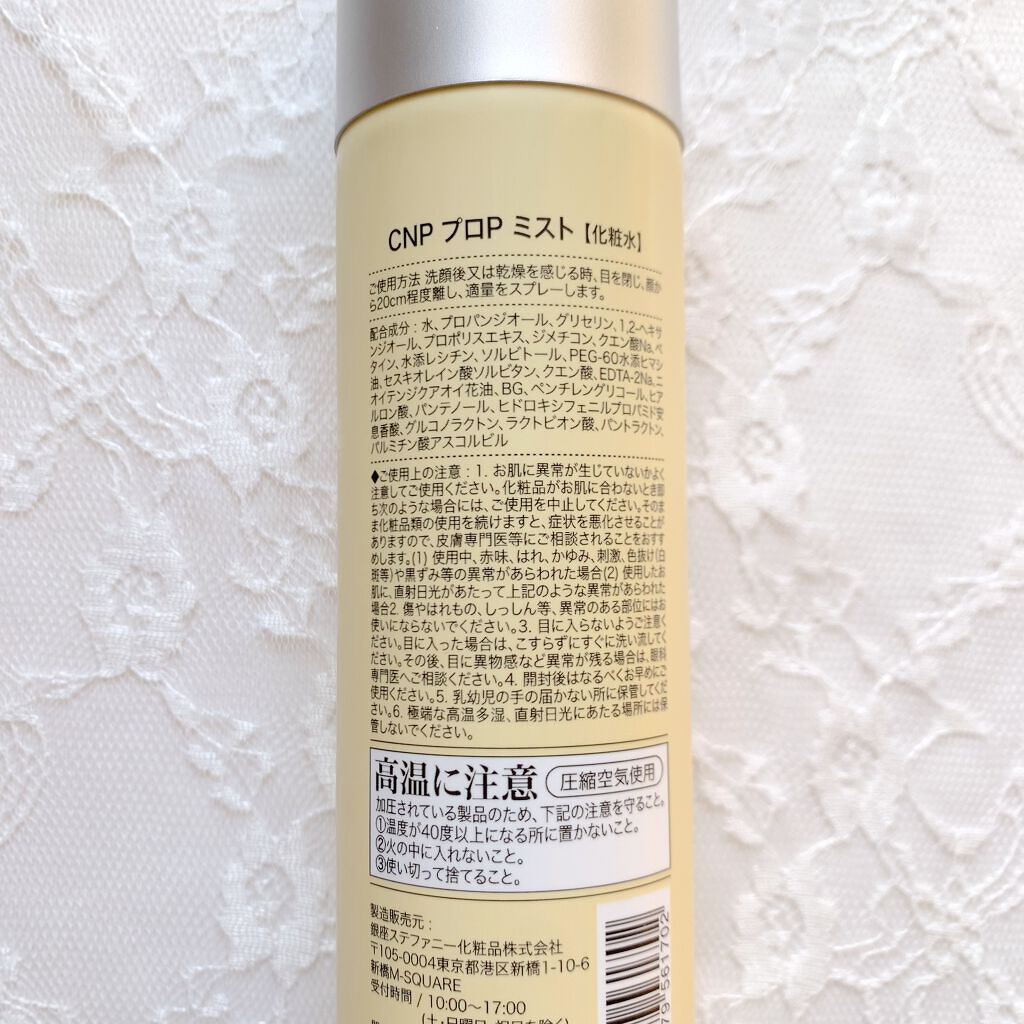 CNP プロP ミスト【化粧水】
ご使用方法 洗顔後又は乾燥を感じる時、目を閉じ、顔か
ら20cm程度離し、適量をスプレーします。
配合成分：水、プロパンジオール、グリセリン、1,2-ヘキサ
ンジオール、プロポリスエキス、ジメチコン、クエン酸Na、ベ
タイン、水添レシチン、ソルビトール、PEG-60水添ヒマシ
油、セスキオレイン酸ソルビタン、クエン酸、EDTA-2Na、ニ
オイテンジクアオイ花油、BG、ペンチレングリコール、ヒア
ルロン酸、パンテノール、ヒドロキシフェニルプロパミド安
息香酸、グルコノラクトン、ラクトビオン酸、パントラクトン、
パルミチン酸アスコルビル
◆ご使用上の注意：1. お肌に異常が生じていないかよく
注意してご使用ください。化粧品がお肌に合わないとき即
ち次のような場合には、ご使用を中止してください。そのま
ま化粧品類の使用を続けますと、症状を悪化させることが
ありますので、皮膚専門医等にご相談されることをおすす
めします。(1) 使用中、赤味、はれ、かゆみ、刺激、色抜け(白
斑等)や黒ずみ等の異常があらわれた場合(2) 使用したお
肌に、直射日光があたって上記のような異常があらわれた
場合2. 傷やはれもの、しっしん等、異常のある部位にはお
使いにならないでください。3. 目に入らないようご注意く
ださい。目に入った場合は、こすらずにすぐに洗い流してく
ださい。その後、目に異物感など異常が残る場合は、眼科
専門医へご相談ください。4. 開封後はなるべくお早めにご
使用ください。5. 乳幼児の手の届かない所に保管してくだ
さい。6. 極端な高温多湿、直射日光にあたる場所には保
管しないでください。
高温に注意 圧縮空気使用
加圧されている製品のため、下記の注意を守ること。
①温度が40度以上になる所に置かないこと。
②火の中に入れないこと。
③使い切って捨てること。
製造販売元：
銀座ステファニー化粧品株式会社
〒105-0004東京都港区新橋1-10-6
新橋M-SQUARE
受付時間 / 10:00～17:00
(土・日曜日・祝日を除く)
79 561702